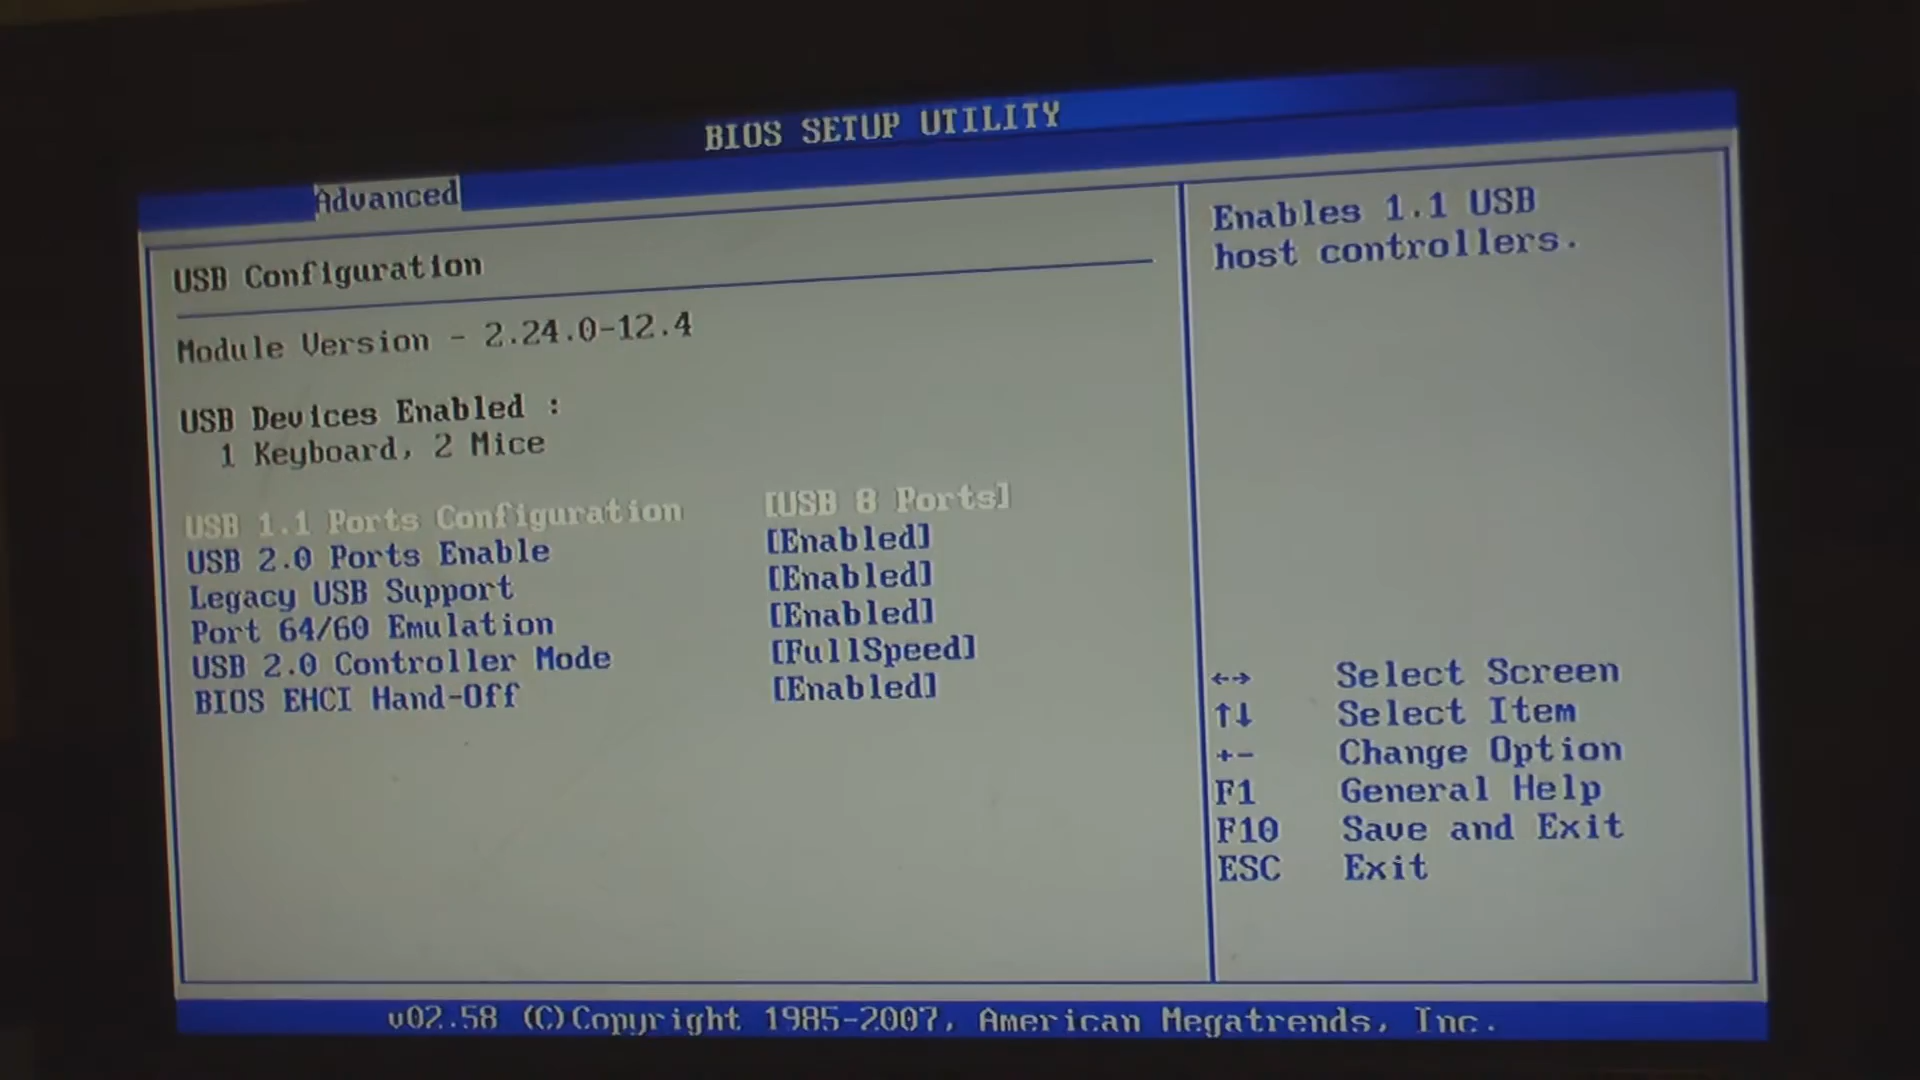 BIOS SETUP UTILITY
Advanced
USB Configuration
Module Version - 2.24.0-12.4
USB Devices Enabled :
1 Keyboard, 2 Mice
USB 1.1 Ports Configuration [USB 8 Ports]
USB 2.0 Ports Enable [Enabled]
Legacy USB Support [Enabled]
Port 64/60 Emulation [Enabled]
USB 2.0 Controller Mode [FullSpeed]
BIOS EHCI Hand-Off [Enabled]
Enables 1.1 USB
host controllers.
←→ Select Screen
↑↓ Select Item
+- Change Option
F1 General Help
F10 Save and Exit
ESC Exit
v02.58 (C)Copyright 1985-2007, American Megatrends, Inc.